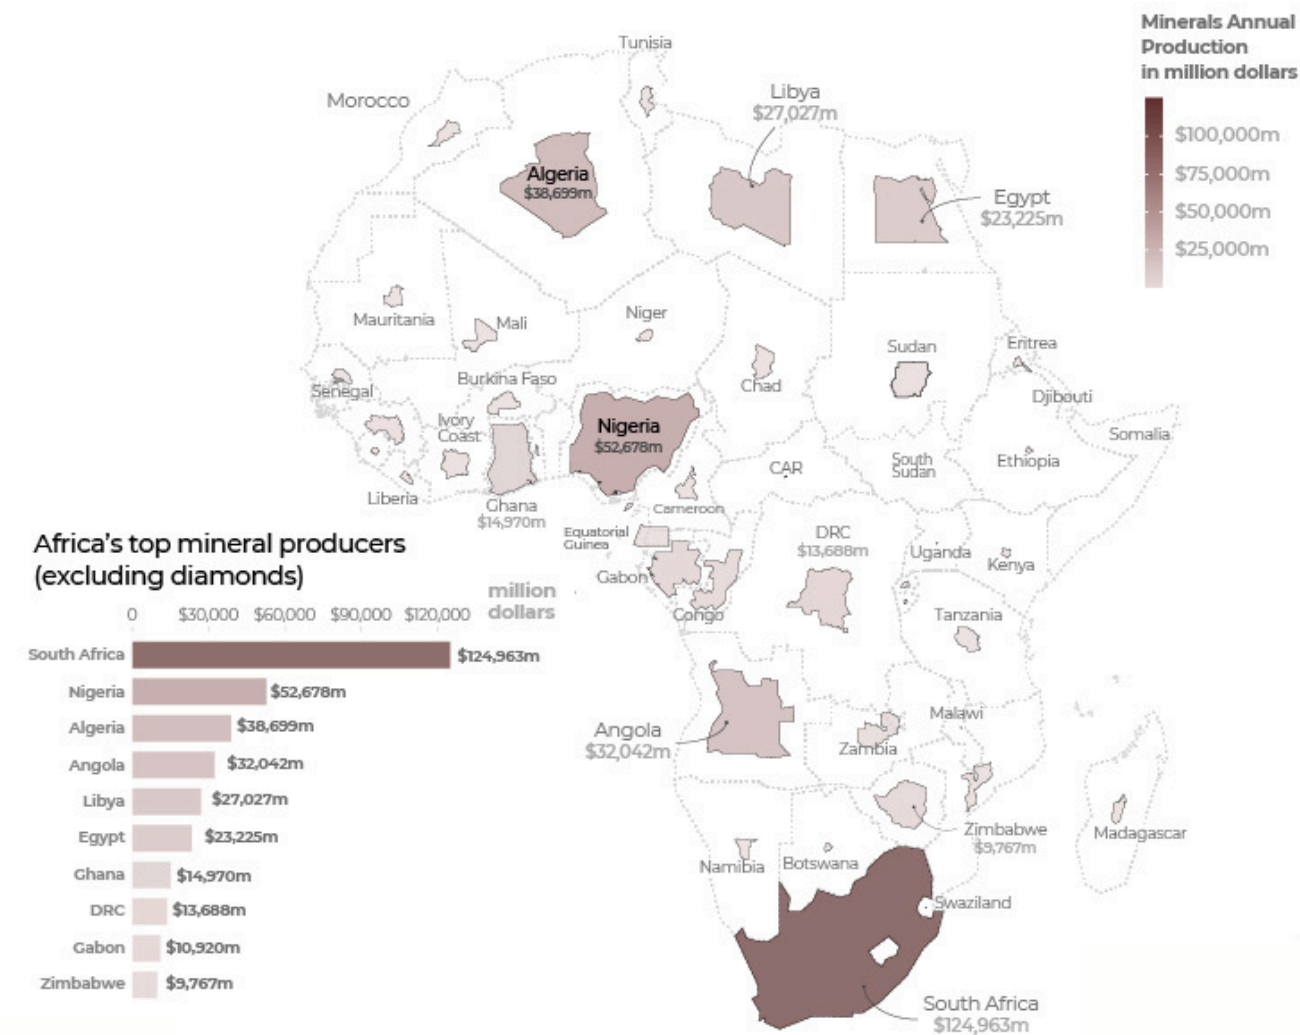 Minerals Annual
Production
in million dollars
$100,000m
$75,000m
$50,000m
$25,000m
Tunisia
Morocco
Libya
$27,027m
Algeria
$38,699m
Egypt
$23,225m
Mauritania
Mali
Niger
Chad
Sudan
Eritrea
Djibouti
Senegal
Burkina Faso
Ivory
Coast
Nigeria
$52,678m
Somalia
CAR
South
Sudan
Ethiopia
Liberia
Ghana
$14,970m
Cameroon
Equatorial
Guinea
Gabon
Congo
DRC
$13,688m
Uganda
Kenya
Tanzania
Angola
$32,042m
Zambia
Malawi
Zimbabwe
$9,767m
Madagascar
Namibia
Botswana
Swaziland
South Africa
$124,963m
Africa's top mineral producers
(excluding diamonds)
million
dollars
0 $30,000 $60,000 $90,000 $120,000
South Africa $124,963m
Nigeria $52,678m
Algeria $38,699m
Angola $32,042m
Libya $27,027m
Egypt $23,225m
Ghana $14,970m
DRC $13,688m
Gabon $10,920m
Zimbabwe $9,767m